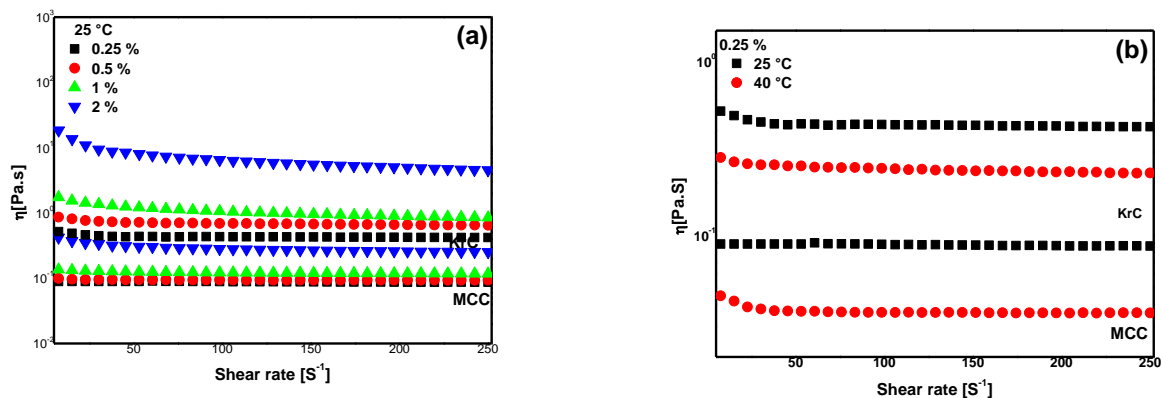 (a)
25 °C
0.25 %
0.5 %
1 %
2 %
10³
10²
10¹
10⁰
10⁻¹
10⁻²
η[Pa.s]
KrC
MCC
50 100 150 200 250
Shear rate [S⁻¹]
(b)
0.25 %
25 °C
40 °C
10⁰
10⁻¹
η[Pa.S]
KrC
MCC
50 100 150 200 250
Shear rate [S⁻¹]